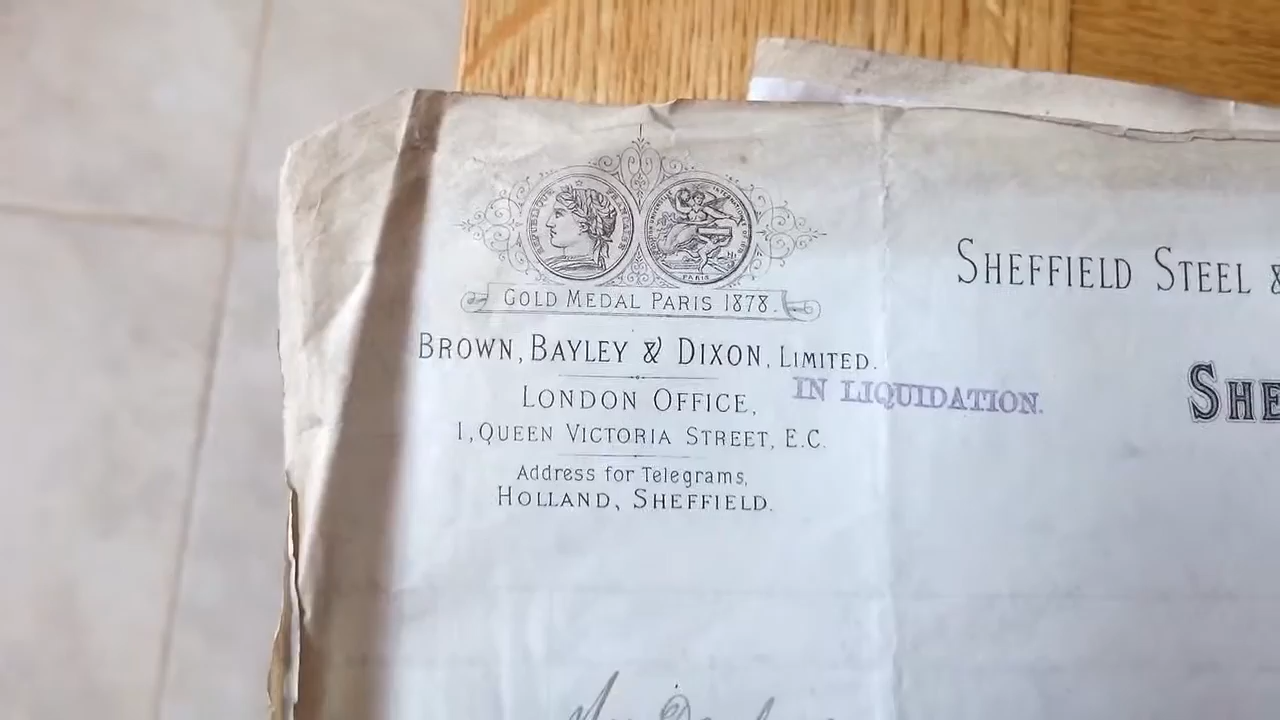 GOLD MEDAL PARIS 1878.
BROWN, BAYLEY & DIXON, LIMITED.
IN LIQUIDATION.
LONDON OFFICE,
1, QUEEN VICTORIA STREET, E.C.
Address for Telegrams,
HOLLAND, SHEFFIELD.
SHEFFIELD STEEL &
SHE